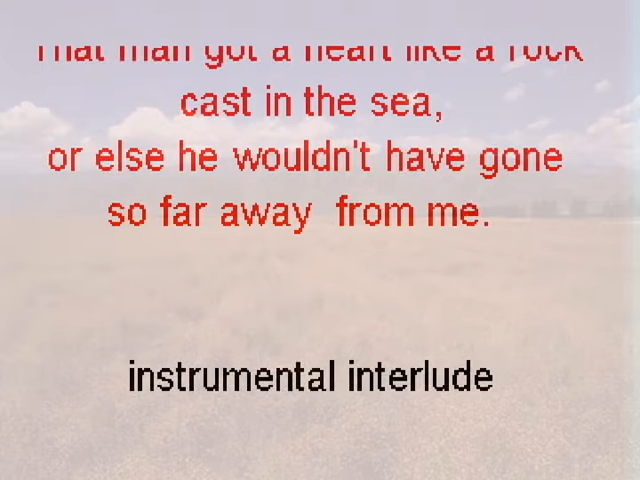 That man got a heart like a rock
cast in the sea,
or else he wouldn't have gone
so far away  from me.
instrumental interlude